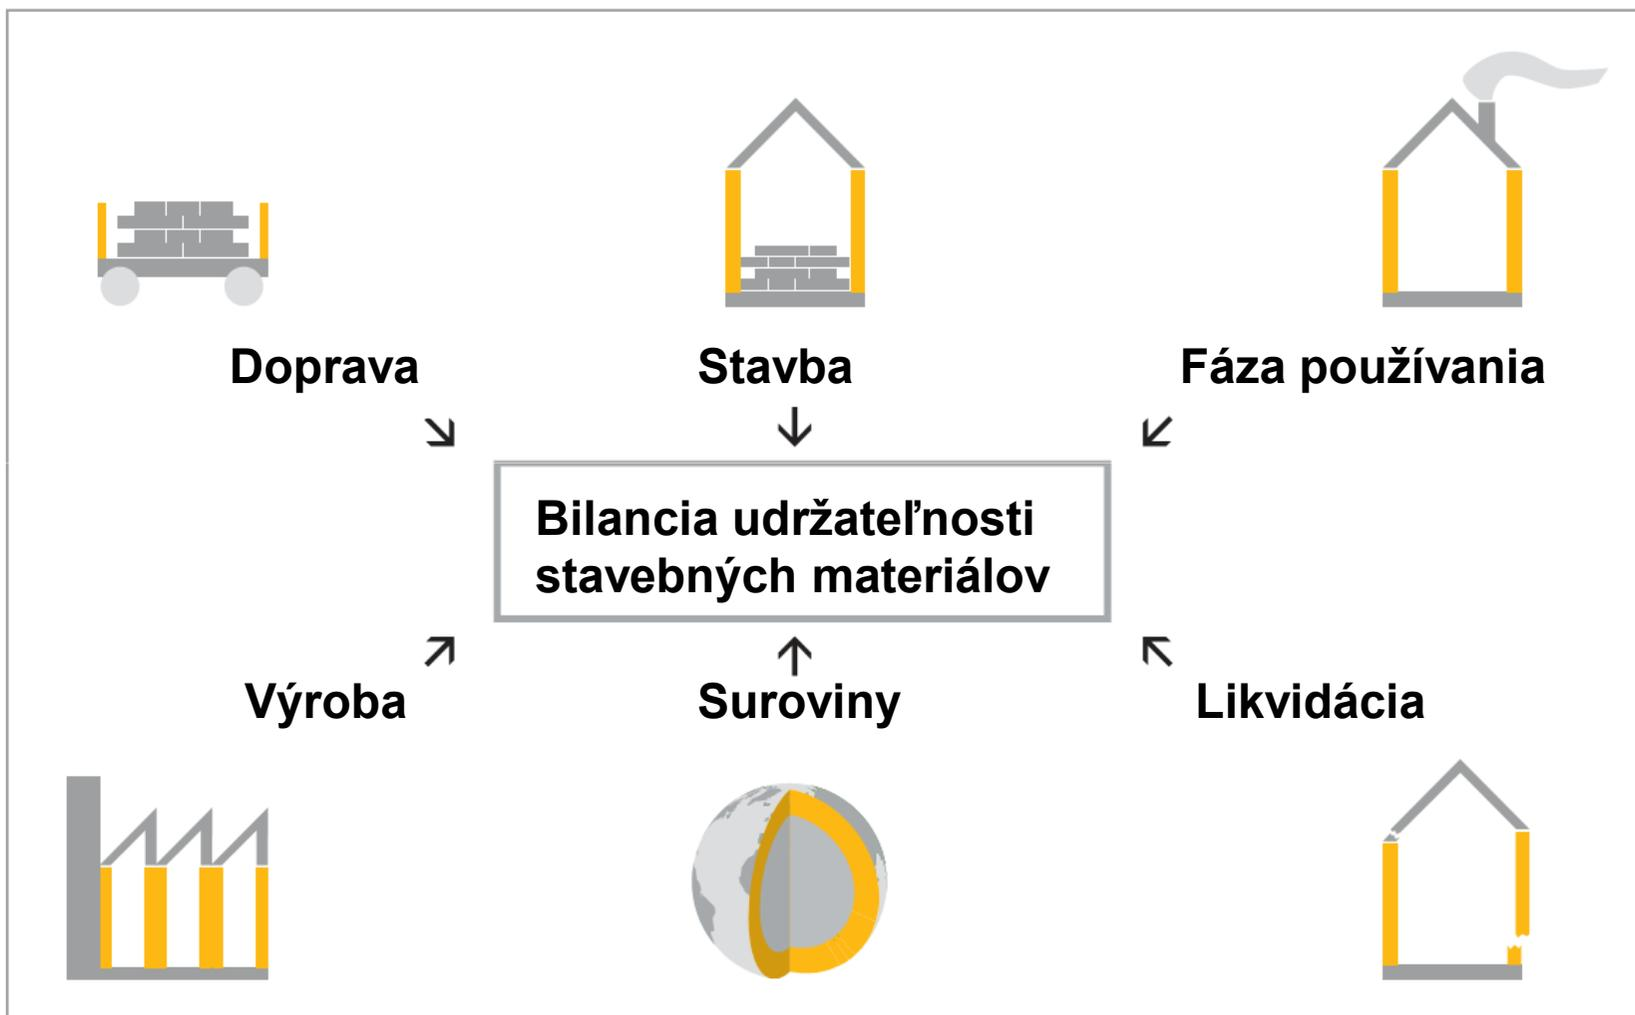 Doprava
Stavba
Fáza používania
Bilancia udržateľnosti
stavebných materiálov
Výroba
Suroviny
Likvidácia